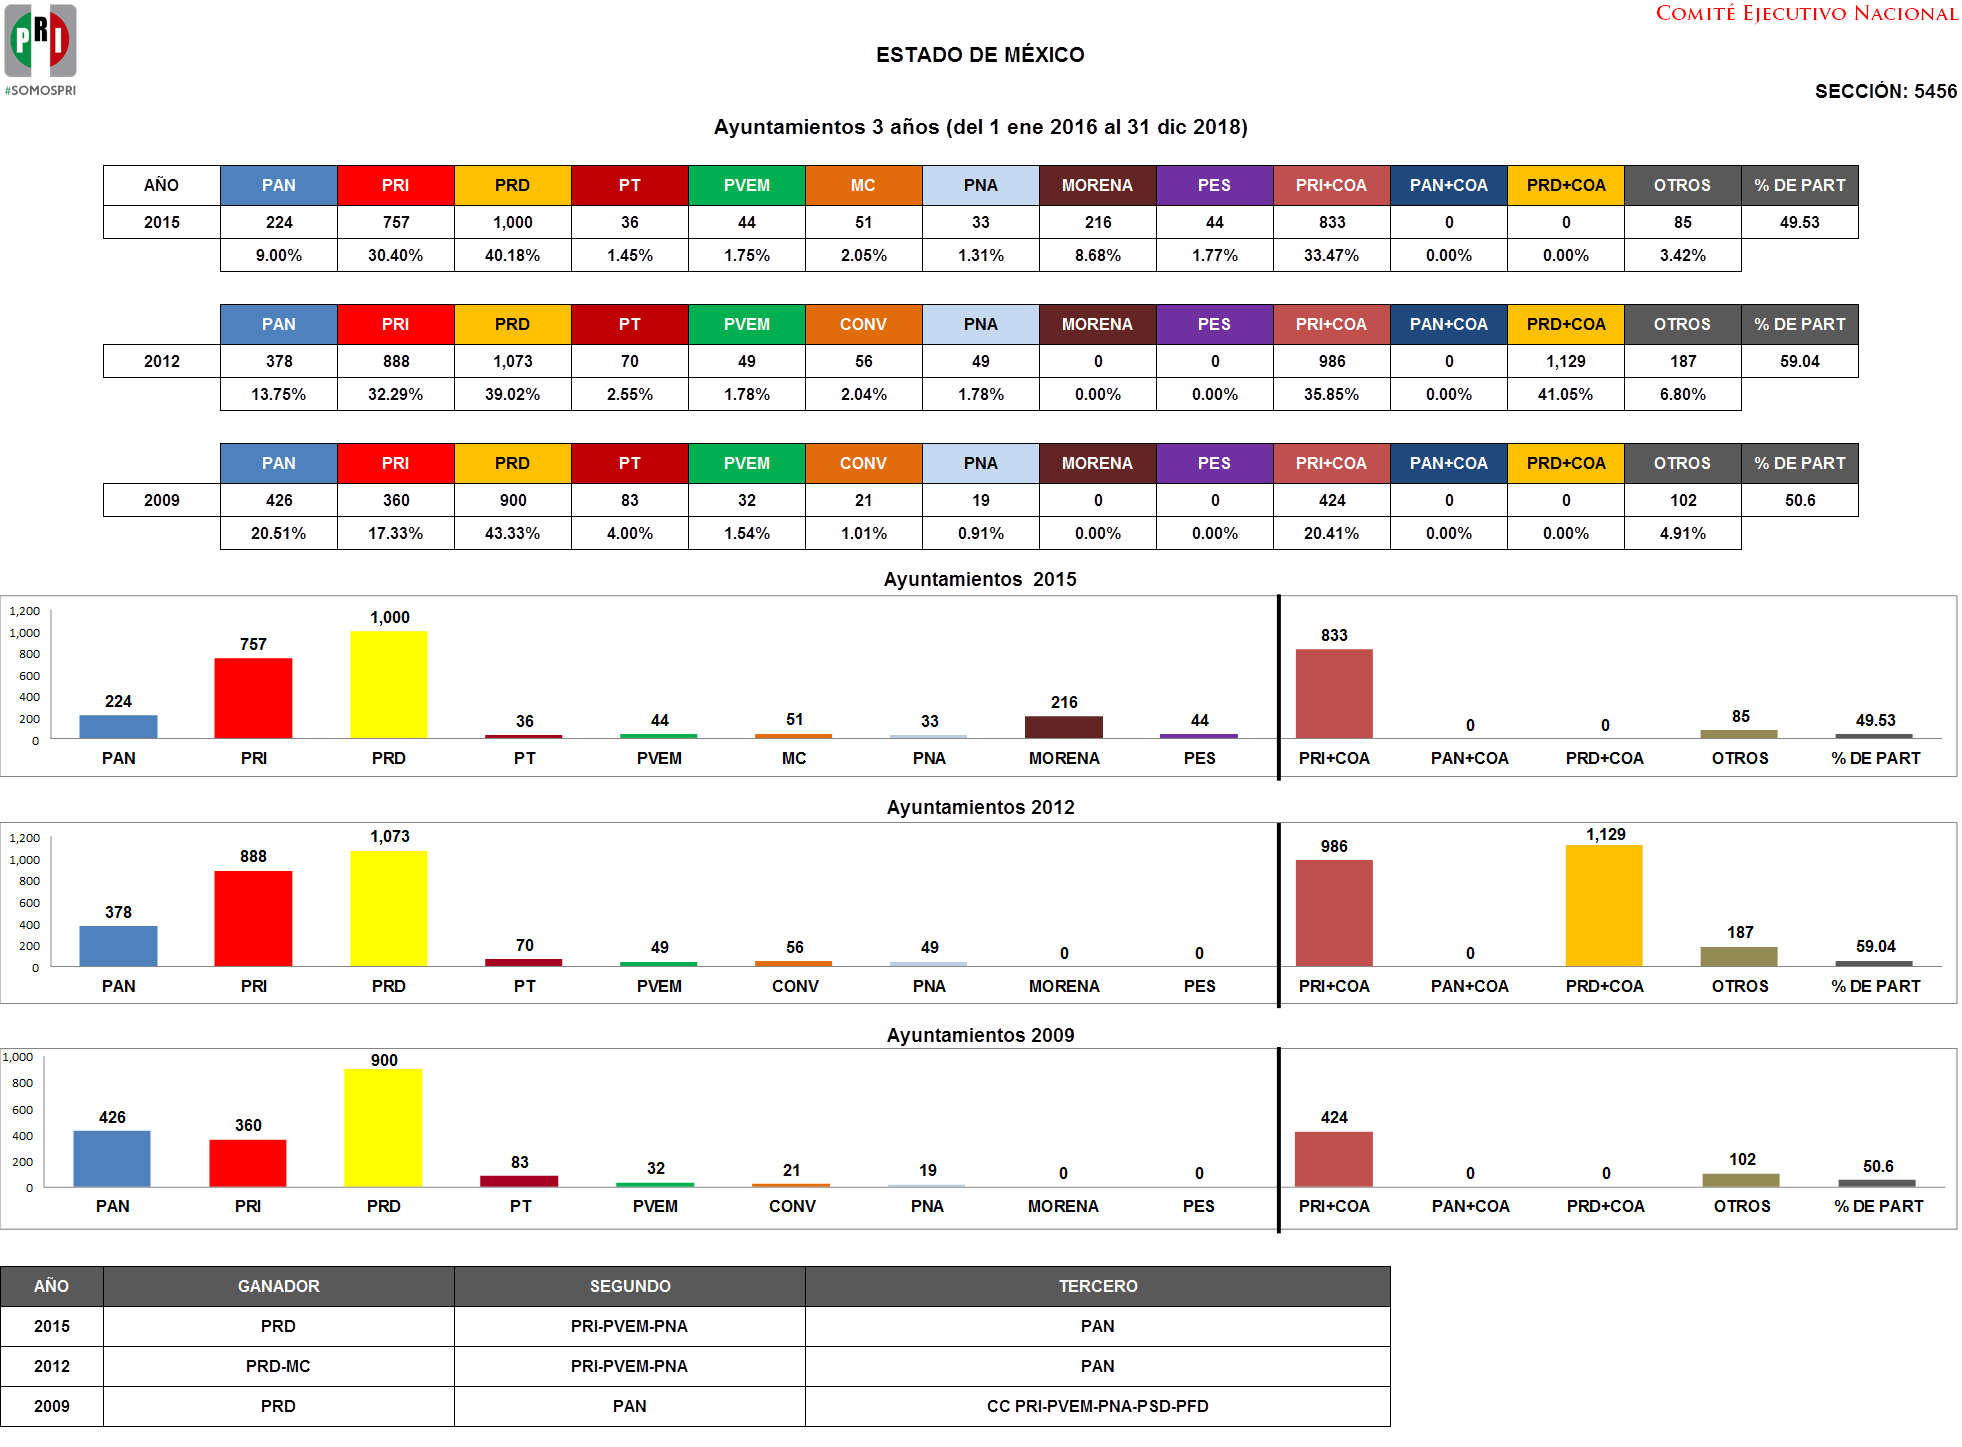 PRI
#SOMOSPRI
COMITÉ EJECUTIVO NACIONAL
ESTADO DE MÉXICO
SECCIÓN: 5456
Ayuntamientos 3 años (del 1 ene 2016 al 31 dic 2018)
AÑO PAN PRI PRD PT PVEM MC PNA MORENA PES PRI+COA PAN+COA PRD+COA OTROS % DE PART
2015 224 757 1,000 36 44 51 33 216 44 833 0 0 85 49.53
9.00% 30.40% 40.18% 1.45% 1.75% 2.05% 1.31% 8.68% 1.77% 33.47% 0.00% 0.00% 3.42%
PAN PRI PRD PT PVEM CONV PNA MORENA PES PRI+COA PAN+COA PRD+COA OTROS % DE PART
2012 378 888 1,073 70 49 56 49 0 0 986 0 1,129 187 59.04
13.75% 32.29% 39.02% 2.55% 1.78% 2.04% 1.78% 0.00% 0.00% 35.85% 0.00% 41.05% 6.80%
PAN PRI PRD PT PVEM CONV PNA MORENA PES PRI+COA PAN+COA PRD+COA OTROS % DE PART
2009 426 360 900 83 32 21 19 0 0 424 0 0 102 50.6
20.51% 17.33% 43.33% 4.00% 1.54% 1.01% 0.91% 0.00% 0.00% 20.41% 0.00% 0.00% 4.91%
Ayuntamientos 2015
1,200
1,000
800
600
400
200
0
224 757 1,000 36 44 51 33 216 44 833 0 0 85 49.53
PAN PRI PRD PT PVEM MC PNA MORENA PES PRI+COA PAN+COA PRD+COA OTROS % DE PART
Ayuntamientos 2012
1,200
1,000
800
600
400
200
0
378 888 1,073 70 49 56 49 0 0 986 0 1,129 187 59.04
PAN PRI PRD PT PVEM CONV PNA MORENA PES PRI+COA PAN+COA PRD+COA OTROS % DE PART
Ayuntamientos 2009
1,000
800
600
400
200
0
426 360 900 83 32 21 19 0 0 424 0 0 102 50.6
PAN PRI PRD PT PVEM CONV PNA MORENA PES PRI+COA PAN+COA PRD+COA OTROS % DE PART
AÑO GANADOR SEGUNDO TERCERO
2015 PRD PRI-PVEM-PNA PAN
2012 PRD-MC PRI-PVEM-PNA PAN
2009 PRD PAN CC PRI-PVEM-PNA-PSD-PFD